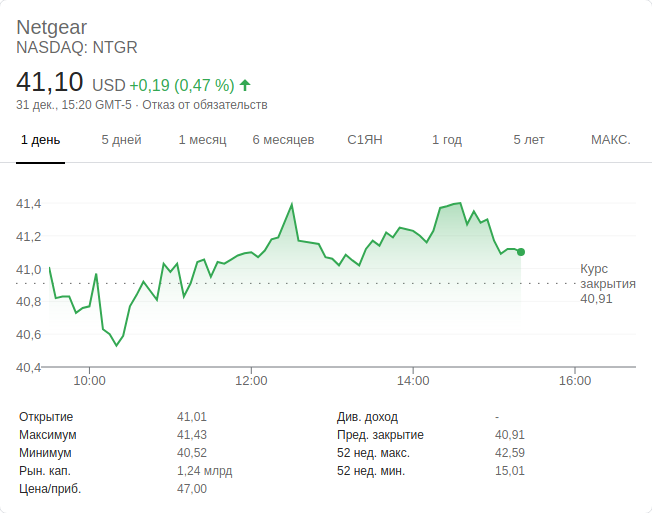 Netgear
NASDAQ: NTGR
41,10 USD +0,19 (0,47 %)
31 дек., 15:20 GMT-5 · Отказ от обязательств
1 день 5 дней 1 месяц 6 месяцев С1ЯН 1 год 5 лет МАКС.
41,4
41,2
41,0
40,8
40,6
40,4
Курс
закрытия
40,91
10:00 12:00 14:00 16:00
Открытие 41,01 Див. доход -
Максимум 41,43 Пред. закрытие 40,91
Минимум 40,52 52 нед. макс. 42,59
Рын. кап. 1,24 млрд 52 нед. мин. 15,01
Цена/приб. 47,00